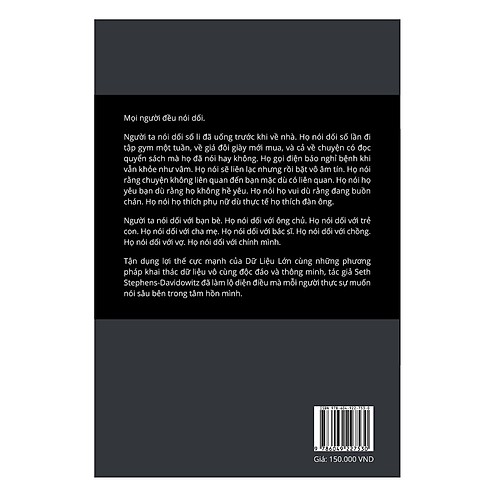 Mọi người đều nói dối.
Người ta nói dối số li đã uống trước khi về nhà. Họ nói dối số lần đi
tập gym một tuần, về giá đôi giày mới mua, và cả về chuyện có đọc
quyển sách mà họ đã nói hay không. Họ gọi điện báo nghỉ bệnh khi
vẫn khỏe như vâm. Họ nói sẽ liên lạc nhưng rồi bặt vô âm tín. Họ nói
rằng chuyện không liên quan đến bạn mặc dù có liên quan. Họ nói họ
yêu bạn dù rằng họ không hề yêu. Họ nói họ vui dù rằng đang buồn
chán. Họ nói họ thích phụ nữ dù thực tế họ thích đàn ông.
Người ta nói dối với bạn bè. Họ nói dối với ông chủ. Họ nói dối với trẻ
con. Họ nói dối với cha mẹ. Họ nói dối với bác sĩ. Họ nói dối với chồng.
Họ nói dối với vợ. Họ nói dối với chính mình.
Tận dụng lợi thế cực mạnh của Dữ Liệu Lớn cùng những phương
pháp khai thác dữ liệu vô cùng độc đáo và thông minh, tác giả Seth
Stephens-Davidowitz đã làm lộ diện điều mà mỗi người thực sự muốn
nói sâu bên trong tâm hồn mình.
9 786049 227530
Giá: 150.000 VND